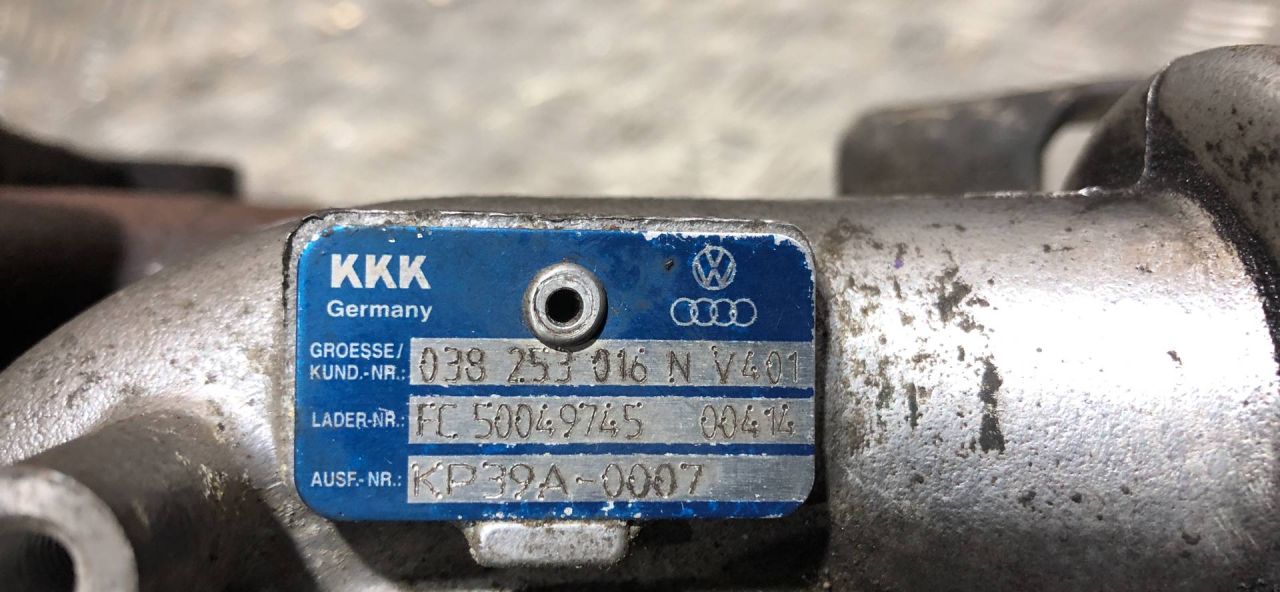 KKK
Germany
GROESSE/
KUND.-NR.: 038 253 016 N V401
LADER-NR.: FC 50049745 00414
AUSF.-NR.: KP39A-0007